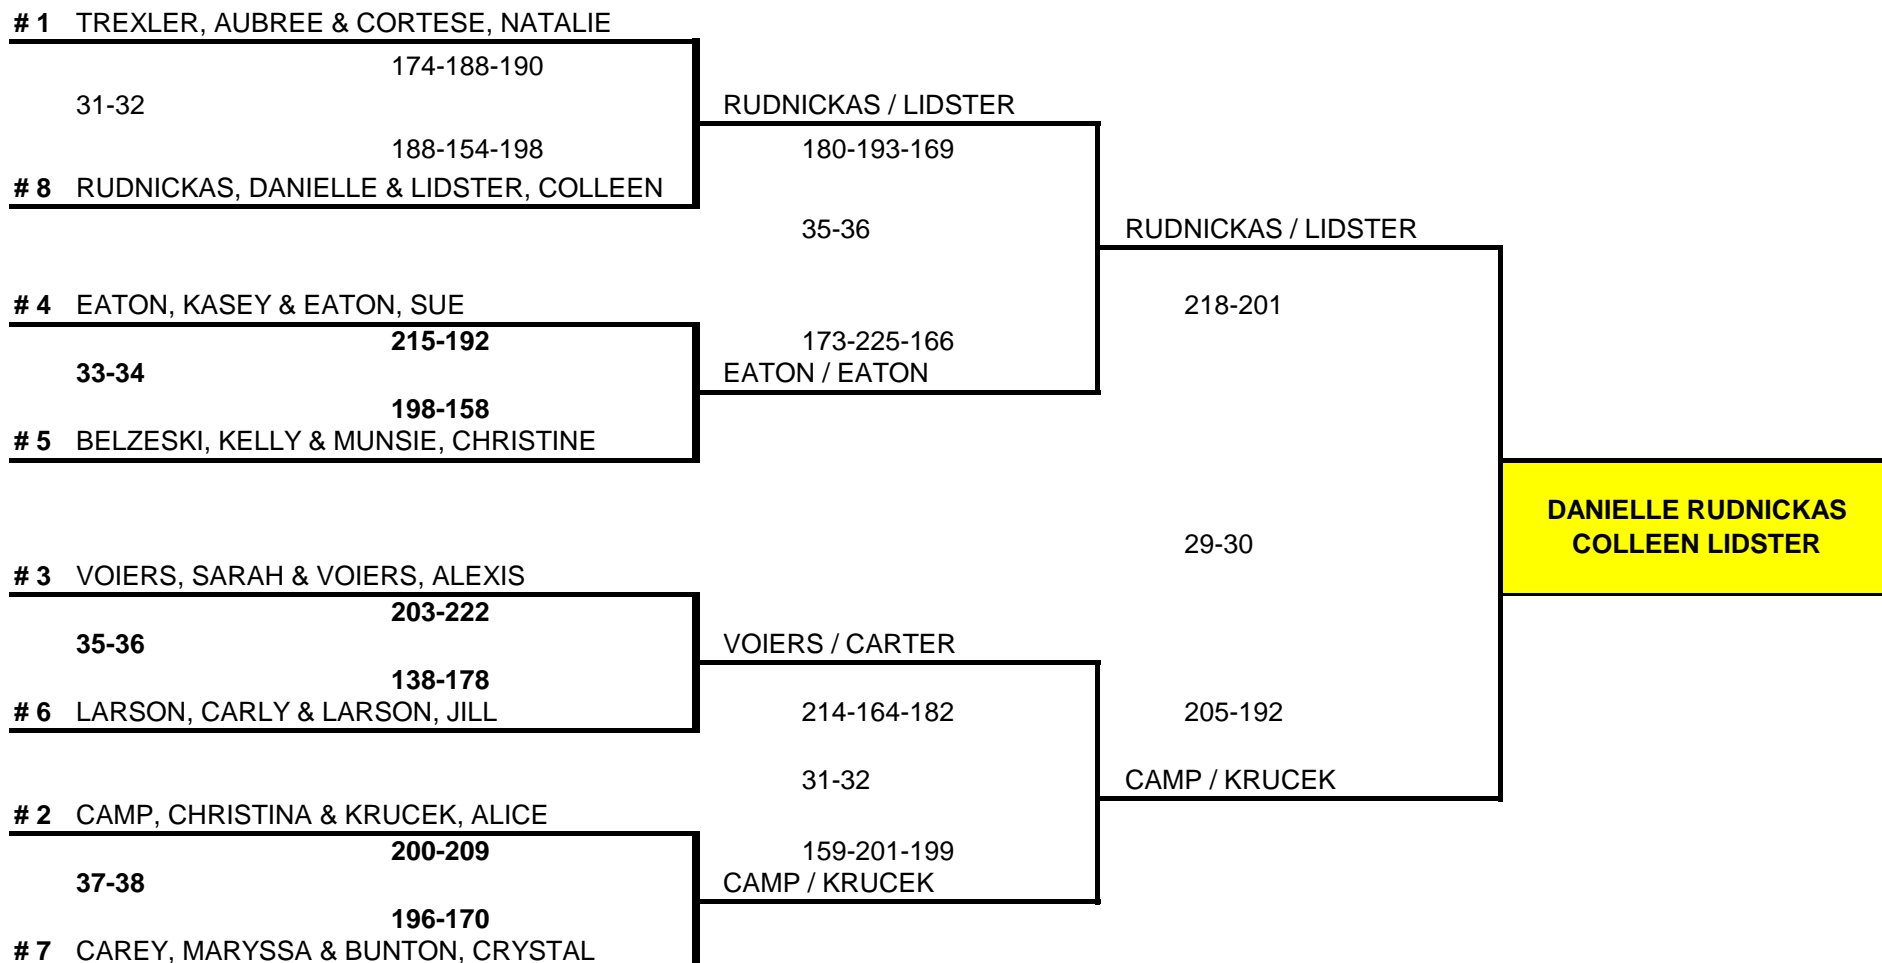 # 1 TREXLER, AUBREE & CORTESE, NATALIE
174-188-190
31-32
RUDNICKAS / LIDSTER
188-154-198
180-193-169
# 8 RUDNICKAS, DANIELLE & LIDSTER, COLLEEN
35-36
RUDNICKAS / LIDSTER
# 4 EATON, KASEY & EATON, SUE
218-201
215-192
173-225-166
33-34
EATON / EATON
198-158
# 5 BELZESKI, KELLY & MUNSIE, CHRISTINE
DANIELLE RUDNICKAS
COLLEEN LIDSTER
29-30
# 3 VOIERS, SARAH & VOIERS, ALEXIS
203-222
35-36
VOIERS / CARTER
138-178
# 6 LARSON, CARLY & LARSON, JILL
214-164-182
205-192
31-32
CAMP / KRUCEK
# 2 CAMP, CHRISTINA & KRUCEK, ALICE
200-209
159-201-199
37-38
CAMP / KRUCEK
196-170
# 7 CAREY, MARYSSA & BUNTON, CRYSTAL